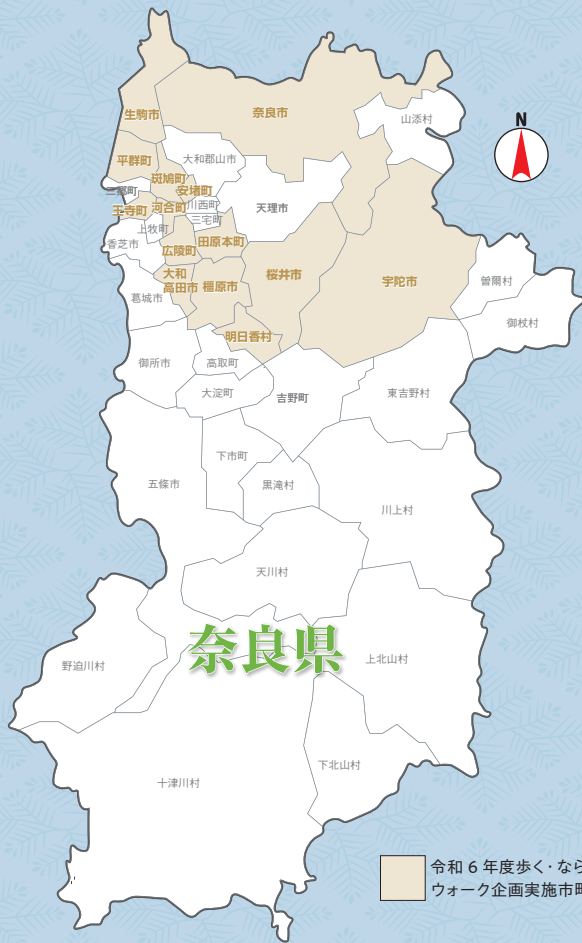 N
生駒市
奈良市
山添村
平群町
大和郡山市
斑鳩町
安堵町
三郷町
王寺町
河合町
川西町
天理市
三宅町
上牧町
香芝市
広陵町
田原本町
大和
高田市
橿原市
桜井市
宇陀市
曽爾村
葛城市
御杖村
明日香村
御所市
高取町
大淀町
吉野町
東吉野村
下市町
五條市
黒滝村
川上村
天川村
奈良県
野迫川村
上北山村
下北山村
十津川村
令和 6 年度歩く・なら
ウォーク企画実施市町